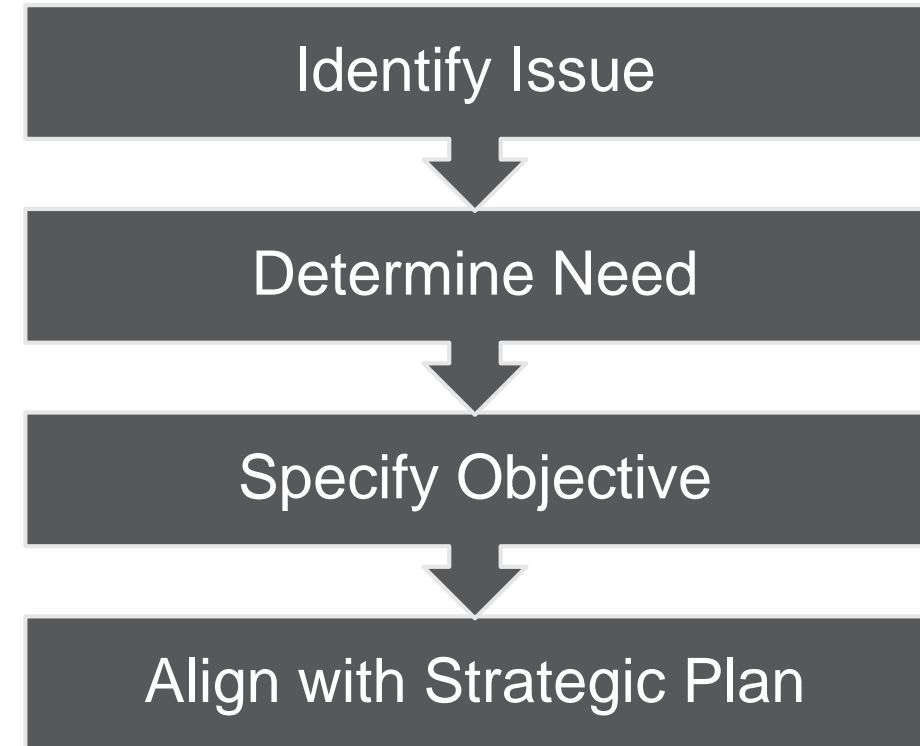 Identify Issue
Determine Need
Specify Objective
Align with Strategic Plan